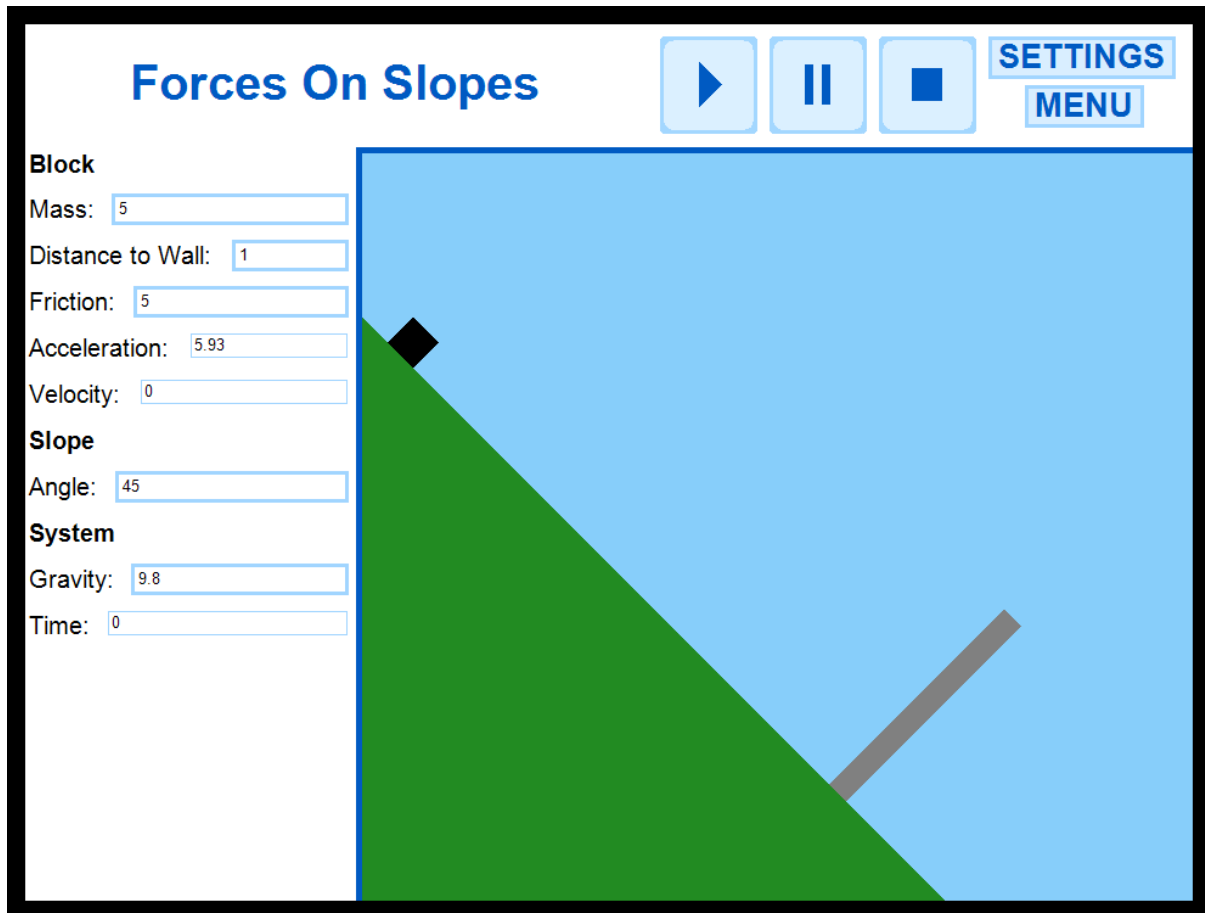 Forces On Slopes
SETTINGS
MENU
Block
Mass: 5
Distance to Wall: 1
Friction: 5
Acceleration: 5.93
Velocity: 0
Slope
Angle: 45
System
Gravity: 9.8
Time: 0